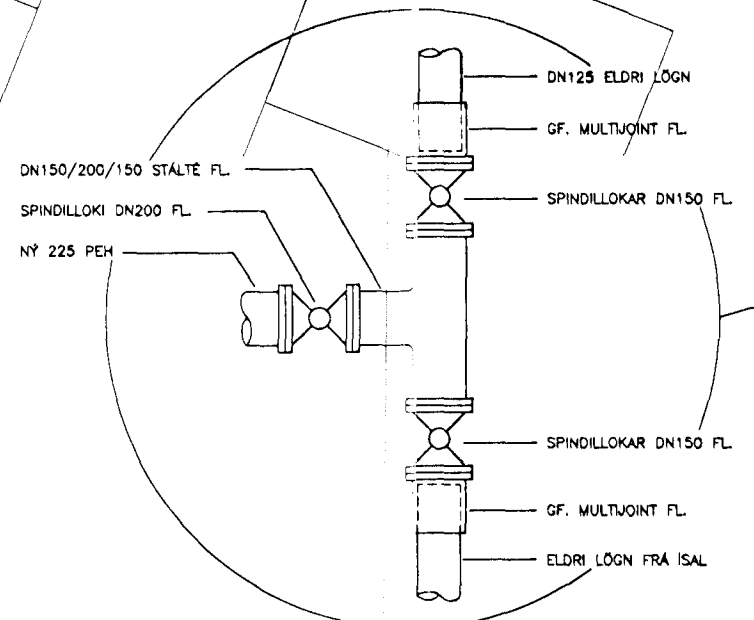 DN125 ELDRI LÖGN
GF. MULTIJOINT FL.
DN150/200/150 STÁLTÉ FL.
SPINDILLOKAR DN150 FL.
SPINDILLOKI DN200 FL.
NÝ 225 PEH
SPINDILLOKAR DN150 FL.
GF. MULTIJOINT FL.
ELDRI LÖGN FRÁ ÍSAL